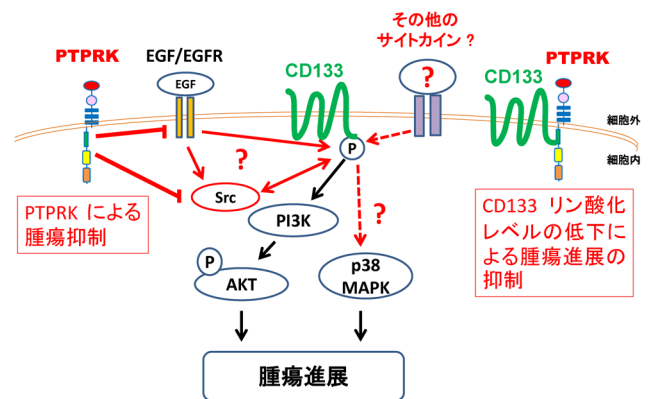 その他の
サイトカイン ?
PTPRK
EGF/EGFR
EGF
CD133
?
CD133
PTPRK
細胞外
細胞内
P
?
Src
PI3K
?
PTPRK による
腫瘍抑制
CD133 リン酸化
レベルの低下に
よる腫瘍進展の
抑制
P
AKT
p38
MAPK
腫瘍進展